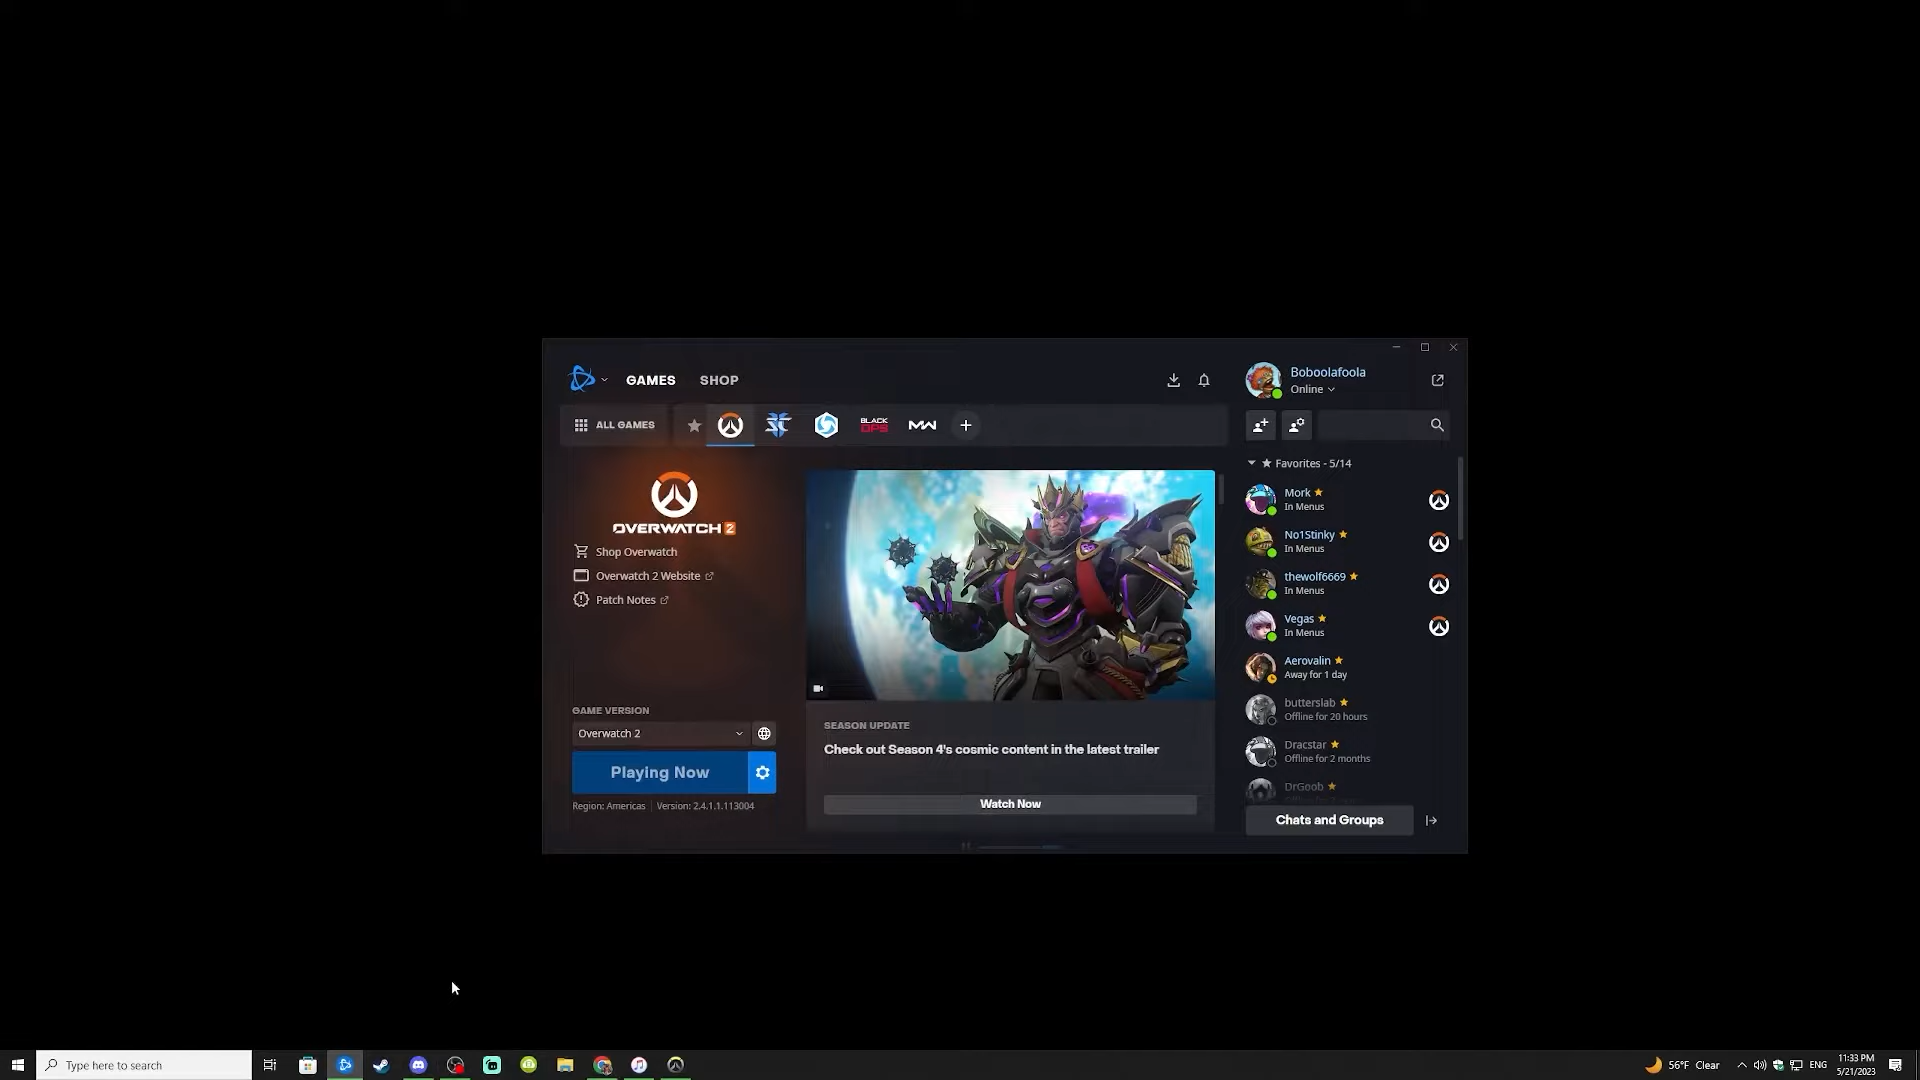 GAMES
SHOP
Boboolafoola
Online
ALL GAMES
BLACK
OPS
MW
Favorites - 5/14
OVERWATCH 2
Shop Overwatch
Overwatch 2 Website
Patch Notes
Mork
In Menus
No1Stinky
In Menus
thewolf6669
In Menus
Vegas
In Menus
Aerovalin
Away for 1 day
butterslab
Offline for 20 hours
Dracstar
Offline for 2 months
DrGoob
GAME VERSION
Overwatch 2
Playing Now
Region: Americas
Version: 2.4.1.1.113004
SEASON UPDATE
Check out Season 4's cosmic content in the latest trailer
Watch Now
Chats and Groups
Type here to search
56°F Clear
ENG
11:33 PM
5/21/2023